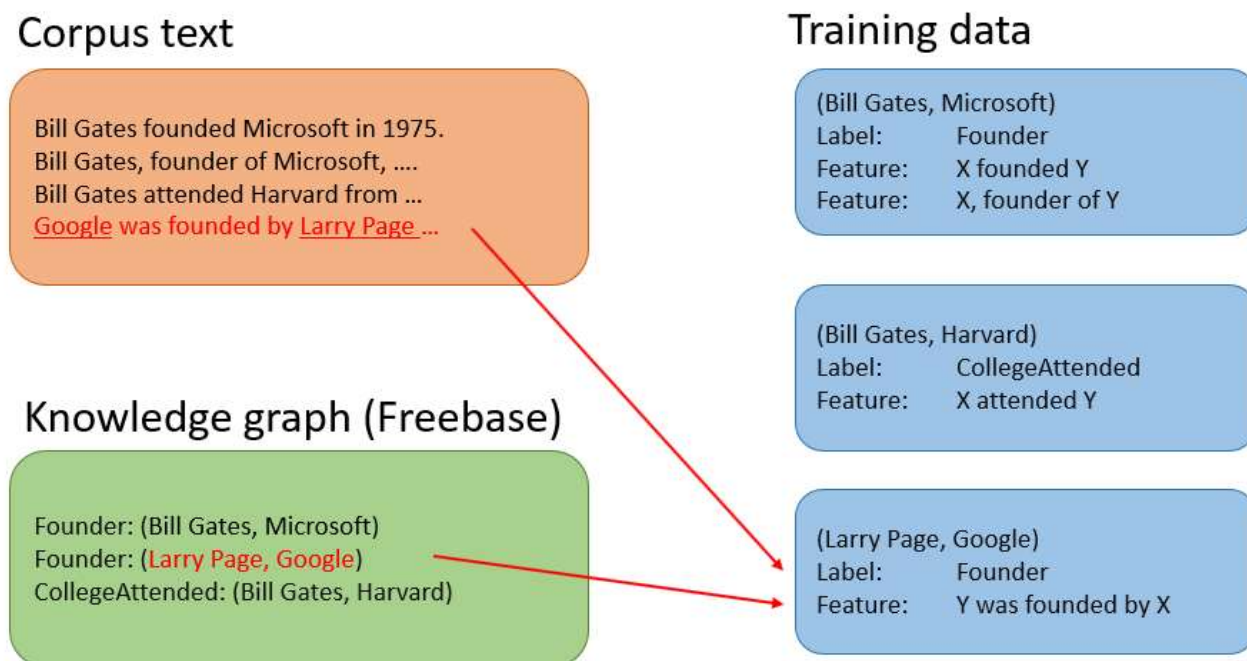 Corpus text
Bill Gates founded Microsoft in 1975.
Bill Gates, founder of Microsoft, ....
Bill Gates attended Harvard from ...
Google was founded by Larry Page ...
Knowledge graph (Freebase)
Founder: (Bill Gates, Microsoft)
Founder: (Larry Page, Google)
CollegeAttended: (Bill Gates, Harvard)
Training data
(Bill Gates, Microsoft)
Label: Founder
Feature: X founded Y
Feature: X, founder of Y
(Bill Gates, Harvard)
Label: CollegeAttended
Feature: X attended Y
(Larry Page, Google)
Label: Founder
Feature: Y was founded by X